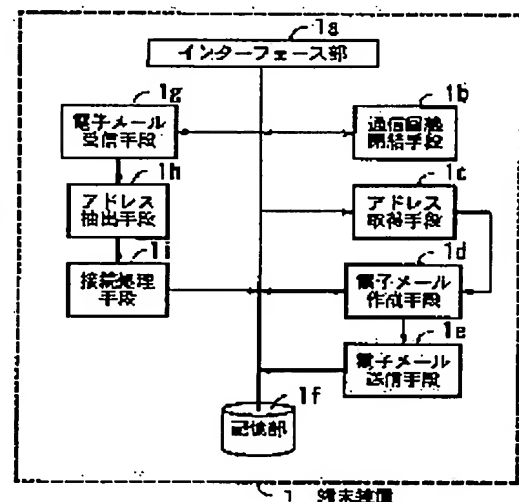 1a
インターフェース部
1g
電子メール
受信手段
1b
通信回線
閉結手段
1h
アドレス
抽出手段
1c
アドレス
取得手段
1i
接続処理
手段
1d
電子メール
作成手段
1e
電子メール
送信手段
1f
記憶部
1 端末装置